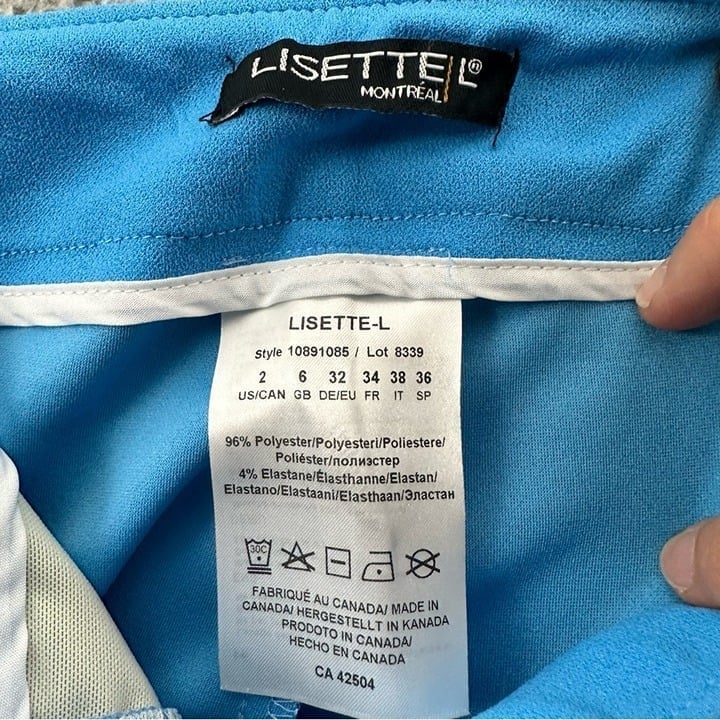 LISETTE L®
MONTRÉAL
LISETTE-L
Style 10891085 / Lot 8339
2 6 32 34 38 36
US/CAN GB DE/EU FR IT SP
96% Polyester/Polyesteri/Poliestere/
Poliéster/полиэстер
4% Elastane/Élasthanne/Elastan/
Elastano/Elastaani/Elasthaan/Эластан
30C
FABRIQUÉ AU CANADA/ MADE IN
CANADA/ HERGESTELLT IN KANADA
PRODOTO IN CANADA/
HECHO EN CANADA
CA 42504